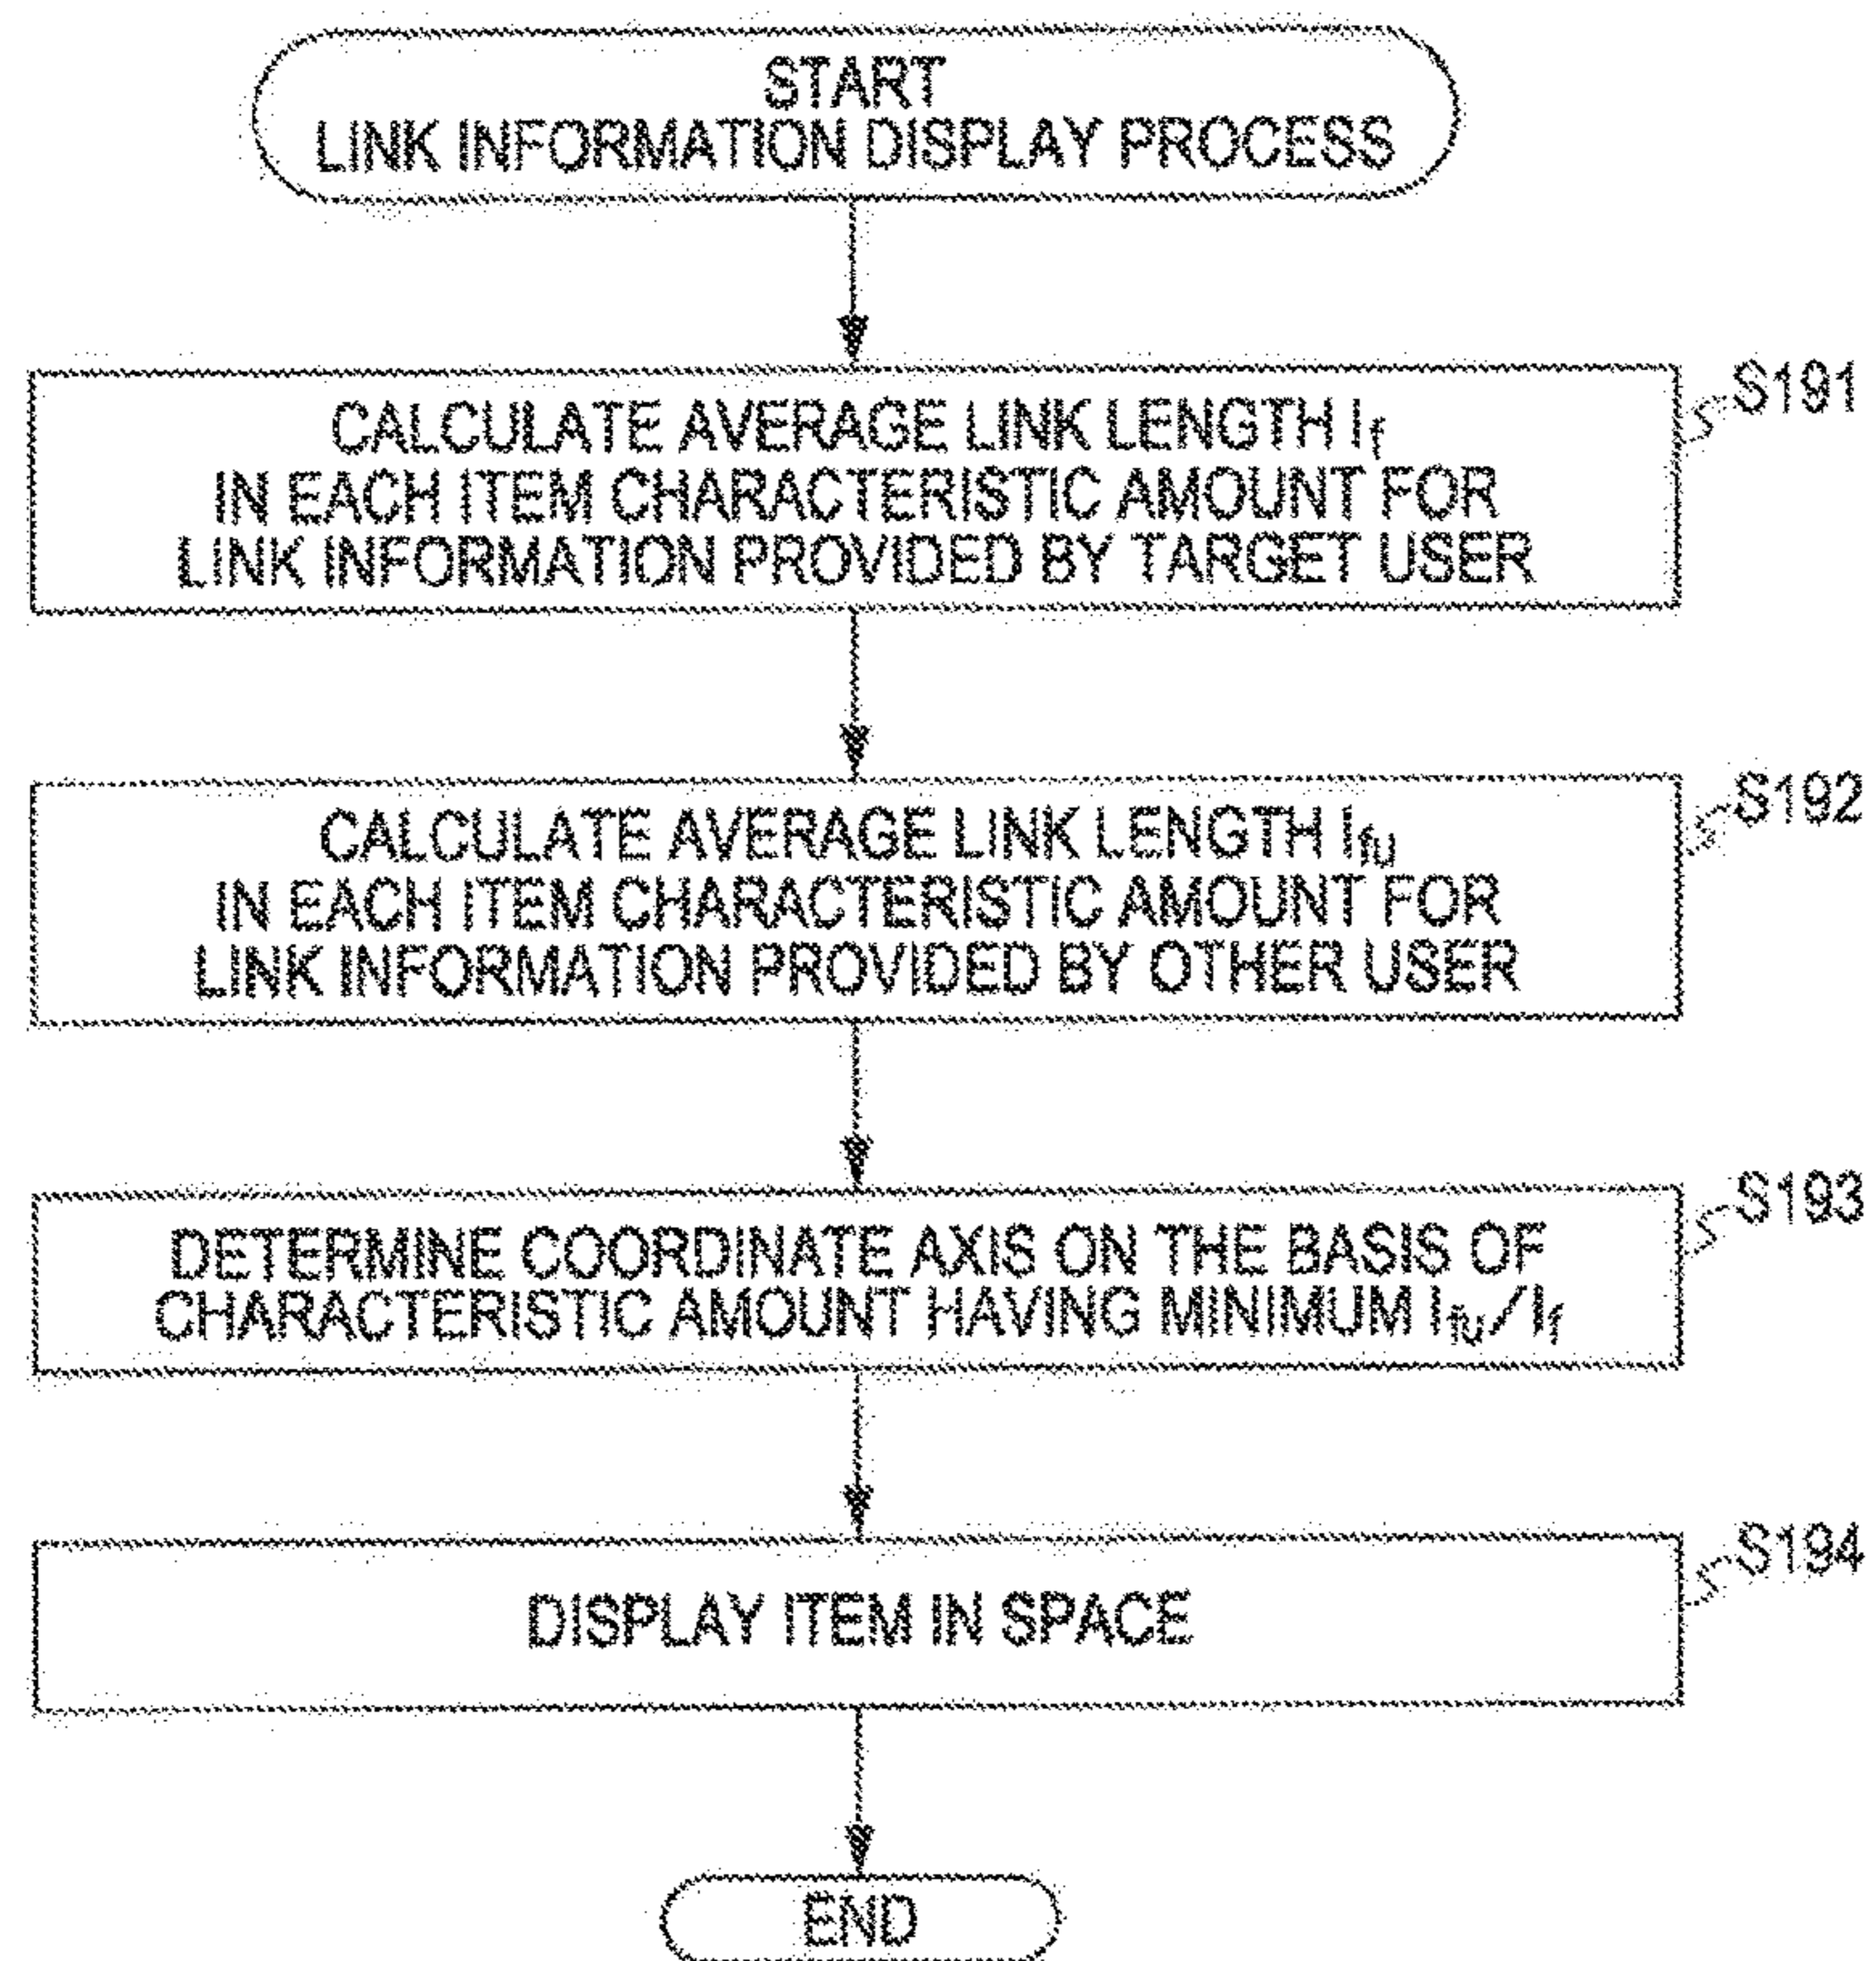 START
LINK INFORMATION DISPLAY PROCESS
S191
CALCULATE AVERAGE LINK LENGTH lf
IN EACH ITEM CHARACTERISTIC AMOUNT FOR
LINK INFORMATION PROVIDED BY TARGET USER
S192
CALCULATE AVERAGE LINK LENGTH lfu
IN EACH ITEM CHARACTERISTIC AMOUNT FOR
LINK INFORMATION PROVIDED BY OTHER USER
S193
DETERMINE COORDINATE AXIS ON THE BASIS OF
CHARACTERISTIC AMOUNT HAVING MINIMUM lfu/lf
S194
DISPLAY ITEM IN SPACE
END